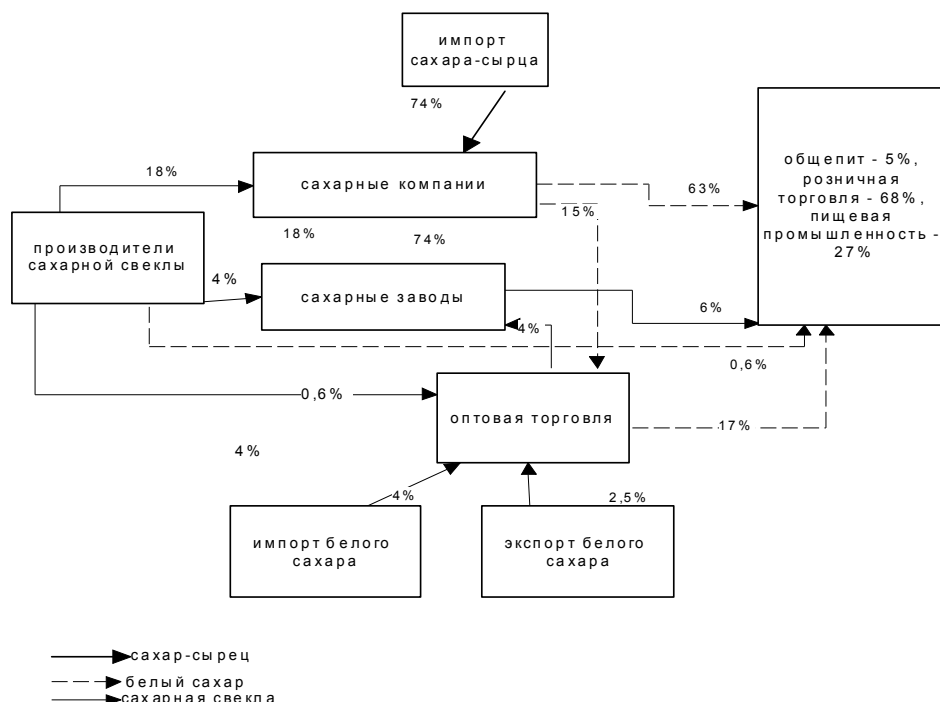 импорт
сахара-сырца
74%
18%
сахарные компании
63%
15%
общепит - 5%,
розничная
торговля - 68%,
пищевая
промышленность -
27%
производители
сахарной свеклы
18%
74%
4%
сахарные заводы
6%
4%
0,6%
0,6%
оптовая торговля
17%
4%
4%
2,5%
импорт белого
сахара
экспорт белого
сахара
сахар-сырец
белый сахар
сахарная свекла